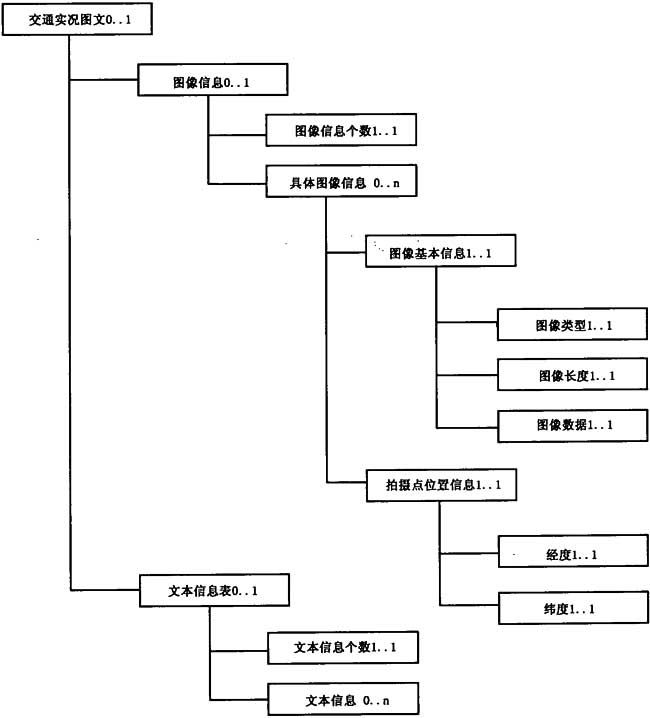 交通实况图文0..1
图像信息0..1
图像信息个数1..1
具体图像信息 0..n
图像基本信息1..1
图像类型1..1
图像长度1..1
图像数据1..1
拍摄点位置信息1..1
经度1..1
纬度1..1
文本信息表0..1
文本信息个数1..1
文本信息 0..n